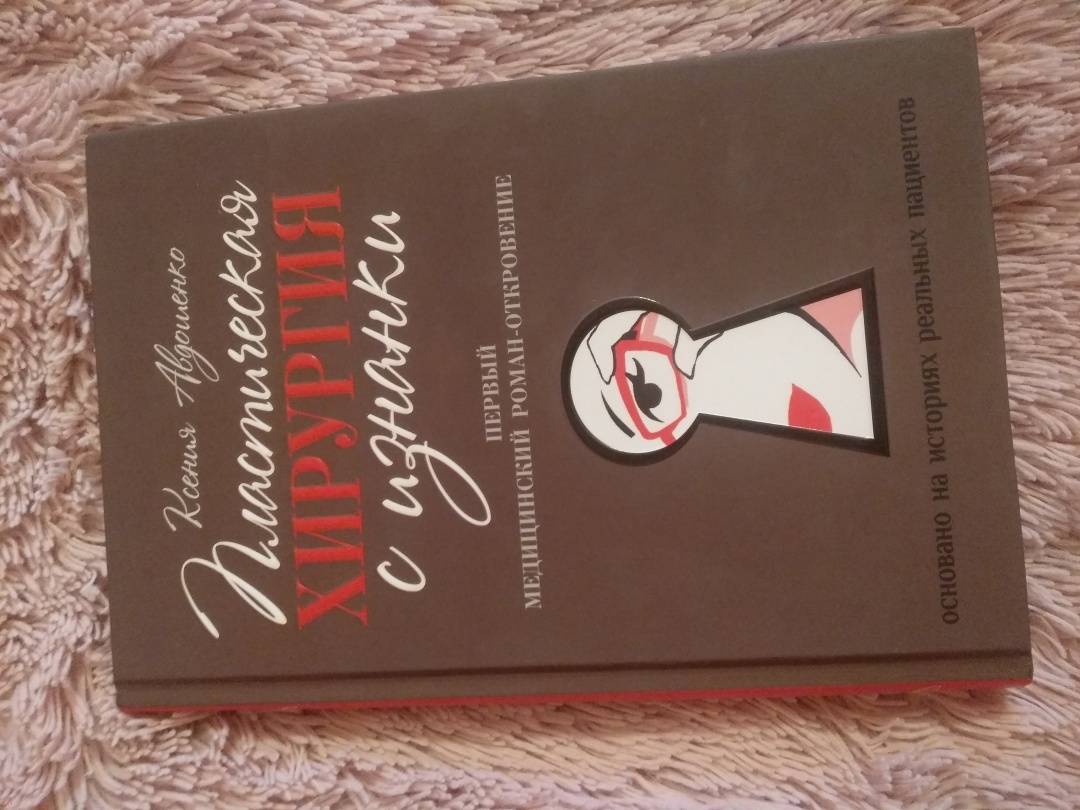 Ксения Авдошенко
Пластическая
ХИРУРГИЯ
с изнанки
ПЕРВЫЙ
МЕДИЦИНСКИЙ РОМАН-ОТКРОВЕНИЕ
основано на историях реальных пациентов